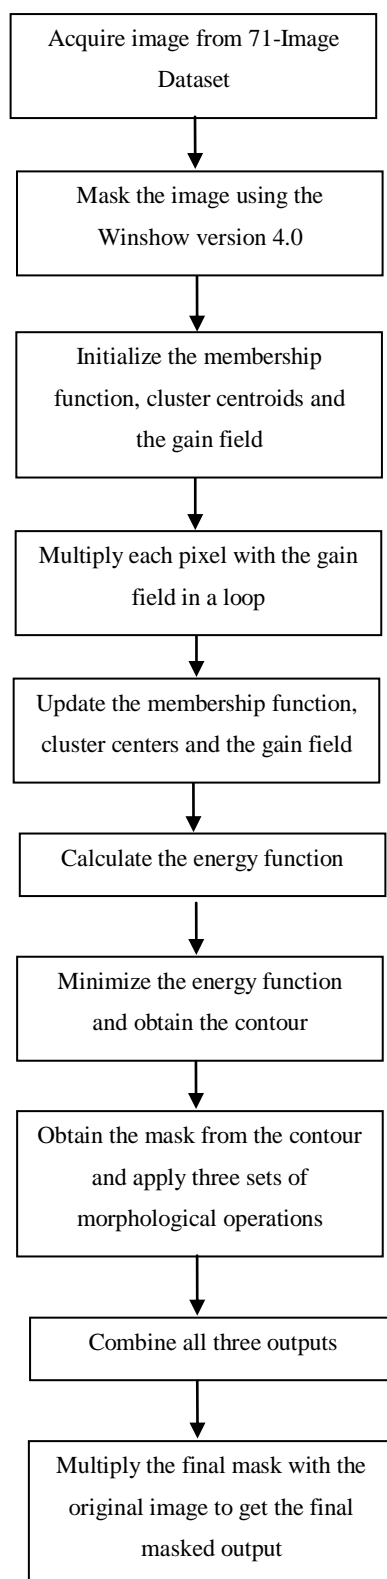 Acquire image from 71-Image
Dataset
Mask the image using the
Winshow version 4.0
Initialize the membership
function, cluster centroids and
the gain field
Multiply each pixel with the gain
field in a loop
Update the membership function,
cluster centers and the gain field
Calculate the energy function
Minimize the energy function
and obtain the contour
Obtain the mask from the contour
and apply three sets of
morphological operations
Combine all three outputs
Multiply the final mask with the
original image to get the final
masked output